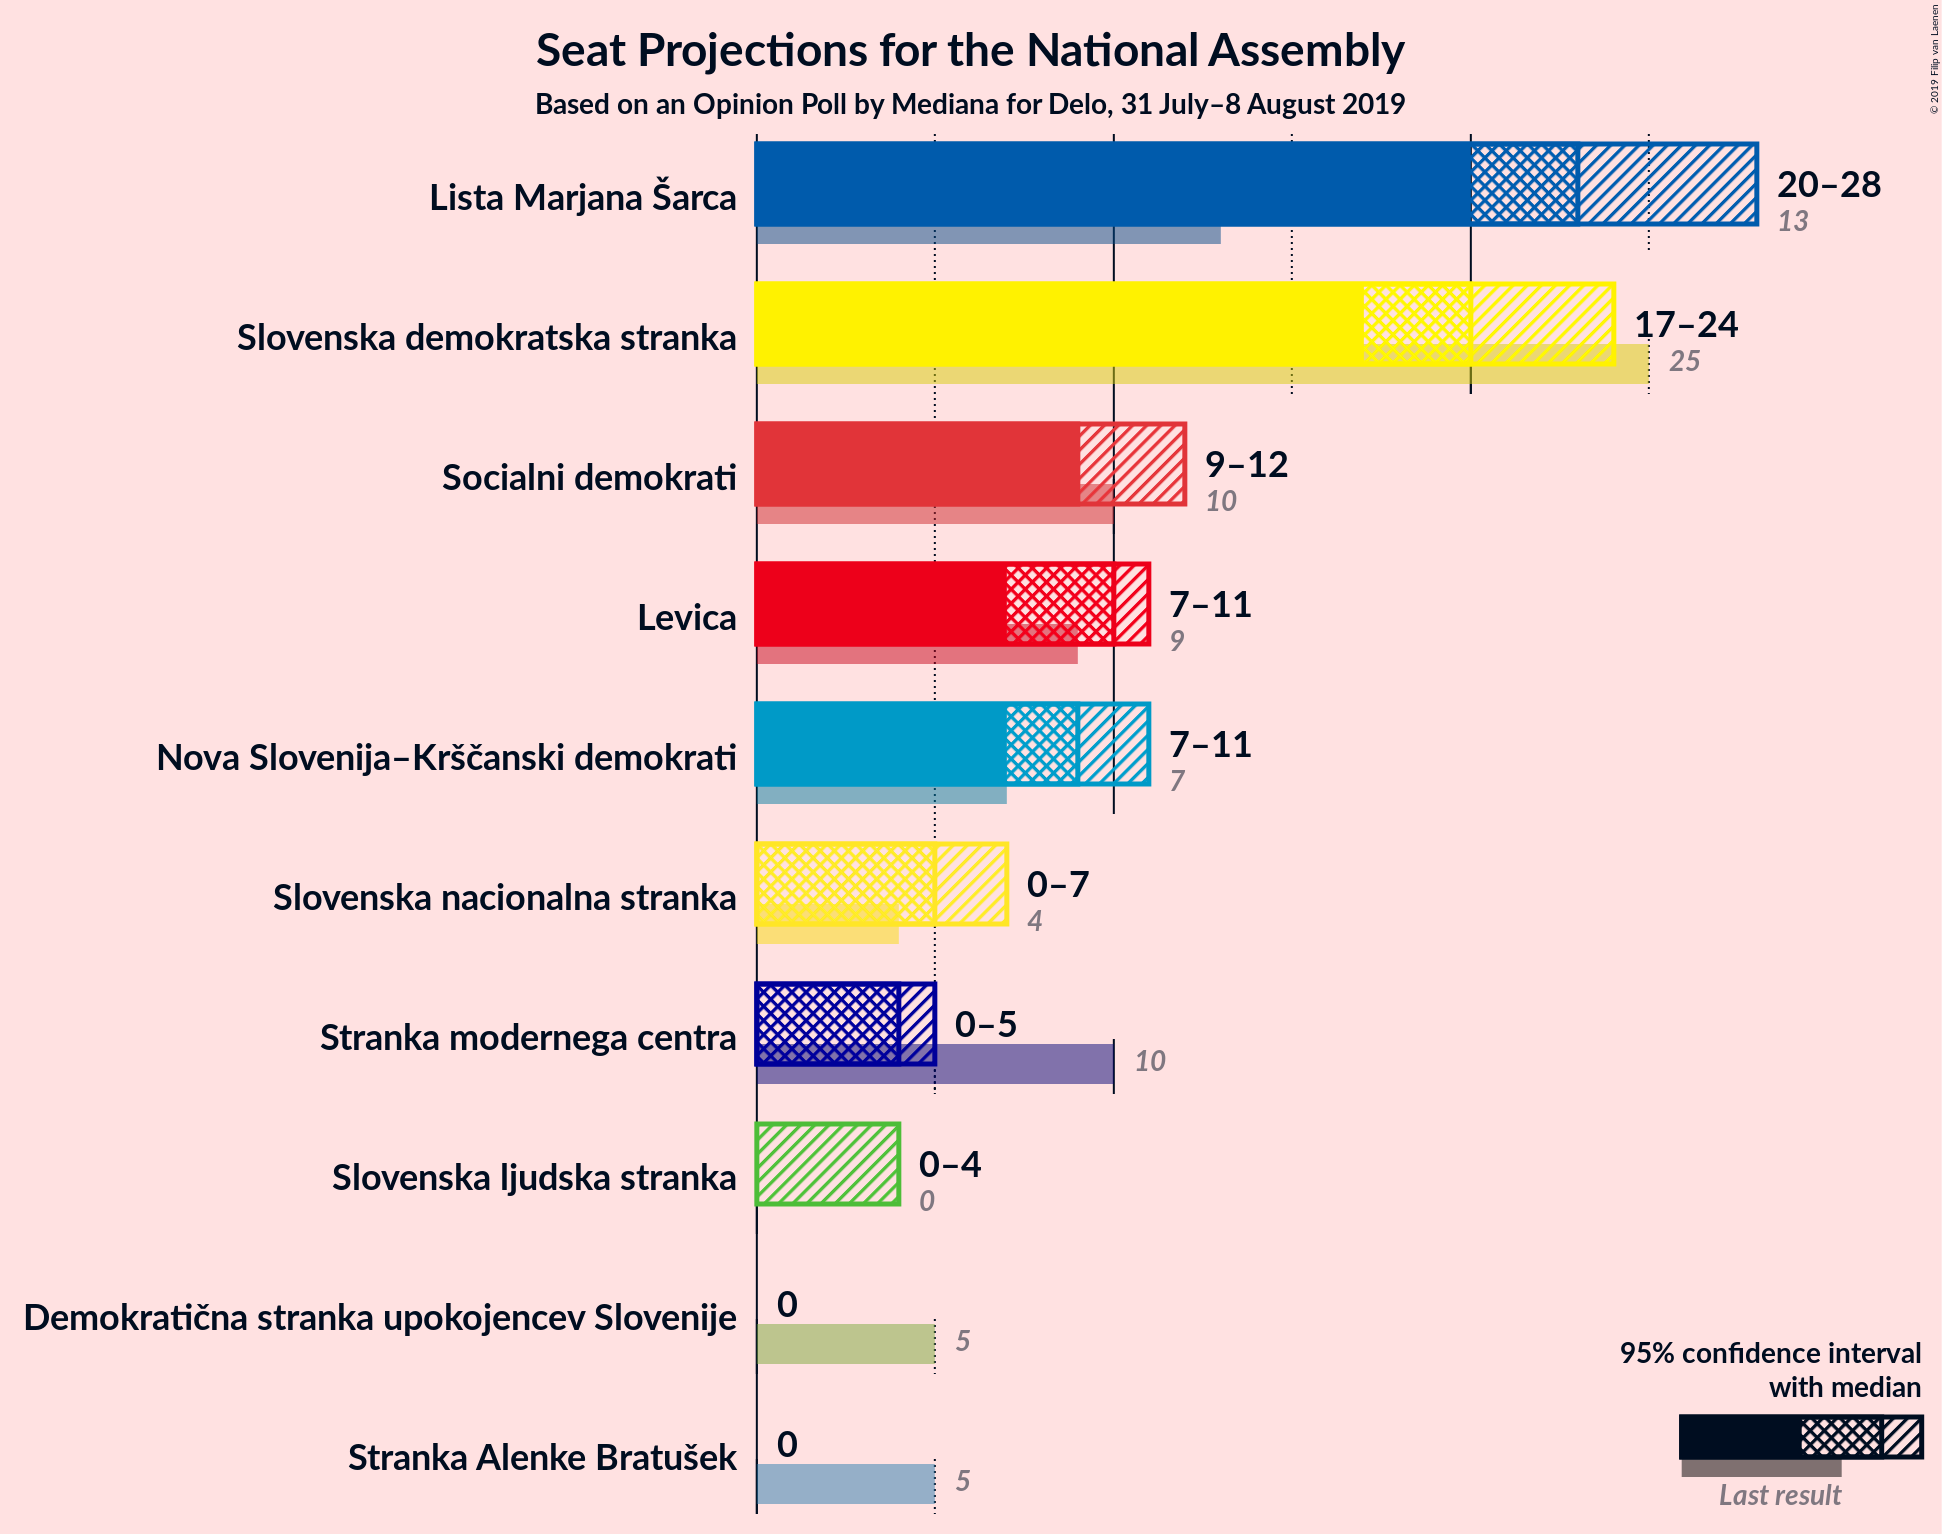 Seat Projections for the National Assembly
Based on an Opinion Poll by Mediana for Delo, 31 July–8 August 2019
© 2019 Filip van Laenen
Lista Marjana Šarca
20–28
13
Slovenska demokratska stranka
17–24
25
Socialni demokrati
9–12
10
Levica
7–11
9
Nova Slovenija–Krščanski demokrati
7–11
7
Slovenska nacionalna stranka
0–7
4
Stranka modernega centra
0–5
10
Slovenska ljudska stranka
0–4
0
Demokratična stranka upokojencev Slovenije
0
5
Stranka Alenke Bratušek
0
5
95% confidence interval
with median
Last result